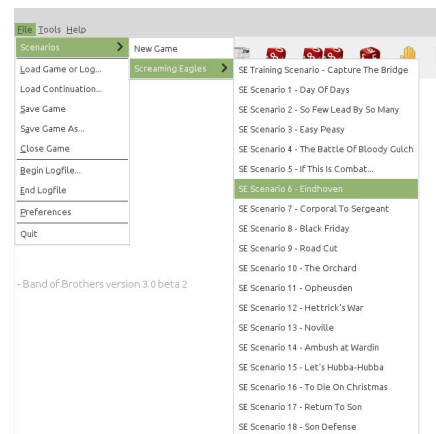 File Tools Help
Scenarios
Load Game or Log...
Load Continuation...
Save Game
Save Game As...
Close Game
Begin Logfile...
End Logfile
Preferences
Quit
New Game
Screaming Eagles
SE Training Scenario - Capture The Bridge
SE Scenario 1 - Day Of Days
SE Scenario 2 - So Few Lead By So Many
SE Scenario 3 - Easy Peasy
SE Scenario 4 - The Battle Of Bloody Gulch
SE Scenario 5 - If This Is Combat...
SE Scenario 6 - Eindhoven
SE Scenario 7 - Corporal To Sergeant
SE Scenario 8 - Black Friday
SE Scenario 9 - Road Cut
SE Scenario 10 - The Orchard
SE Scenario 11 - Opheusden
SE Scenario 12 - Hettrick's War
SE Scenario 13 - Noville
SE Scenario 14 - Ambush at Wardin
SE Scenario 15 - Let's Hubba-Hubba
SE Scenario 16 - To Die On Christmas
SE Scenario 17 - Return To Son
SE Scenario 18 - Son Defense
- Band of Brothers version 3.0 beta 2